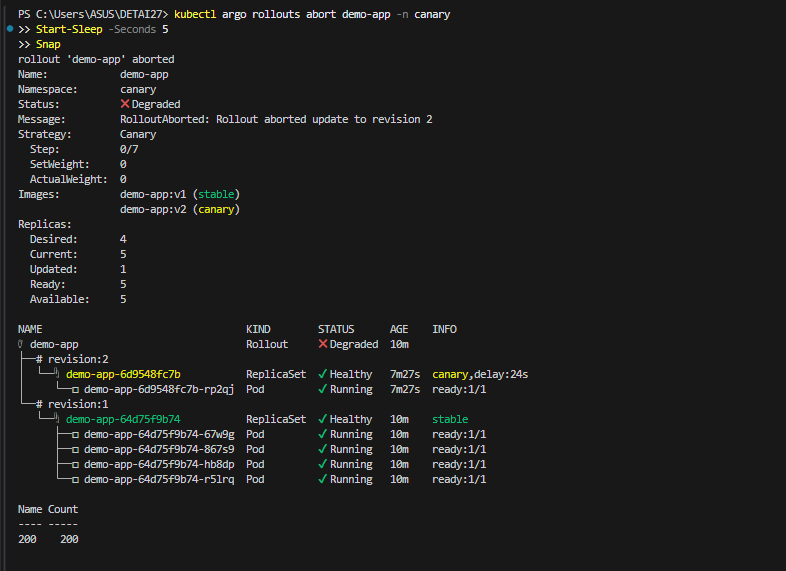 PS C:\Users\ASUS\DETAI27> kubectl argo rollouts abort demo-app -n canary
>> Start-Sleep -Seconds 5
>> Snap
rollout 'demo-app' aborted
Name:            demo-app
Namespace:       canary
Status:          ✖ Degraded
Message:         RolloutAborted: Rollout aborted update to revision 2
Strategy:        Canary
  Step:          0/7
  SetWeight:     0
  ActualWeight:  0
Images:          demo-app:v1 (stable)
                 demo-app:v2 (canary)
Replicas:
  Desired:       4
  Current:       5
  Updated:       1
  Ready:         5
  Available:     5
NAME                                  KIND        STATUS      AGE    INFO
⟳ demo-app                            Rollout     ✖ Degraded  10m
├──# revision:2
│  └──⧉ demo-app-6d9548fc7b           ReplicaSet  ✔ Healthy   7m27s  canary,delay:24s
│     └──□ demo-app-6d9548fc7b-rp2qj  Pod         ✔ Running   7m27s  ready:1/1
└──# revision:1
   └──⧉ demo-app-64d75f9b74           ReplicaSet  ✔ Healthy   10m    stable
      ├──□ demo-app-64d75f9b74-67w9g  Pod         ✔ Running   10m    ready:1/1
      ├──□ demo-app-64d75f9b74-867s9  Pod         ✔ Running   10m    ready:1/1
      ├──□ demo-app-64d75f9b74-hb8dp  Pod         ✔ Running   10m    ready:1/1
      └──□ demo-app-64d75f9b74-r5lrq  Pod         ✔ Running   10m    ready:1/1
Name Count
---- -----
200    200